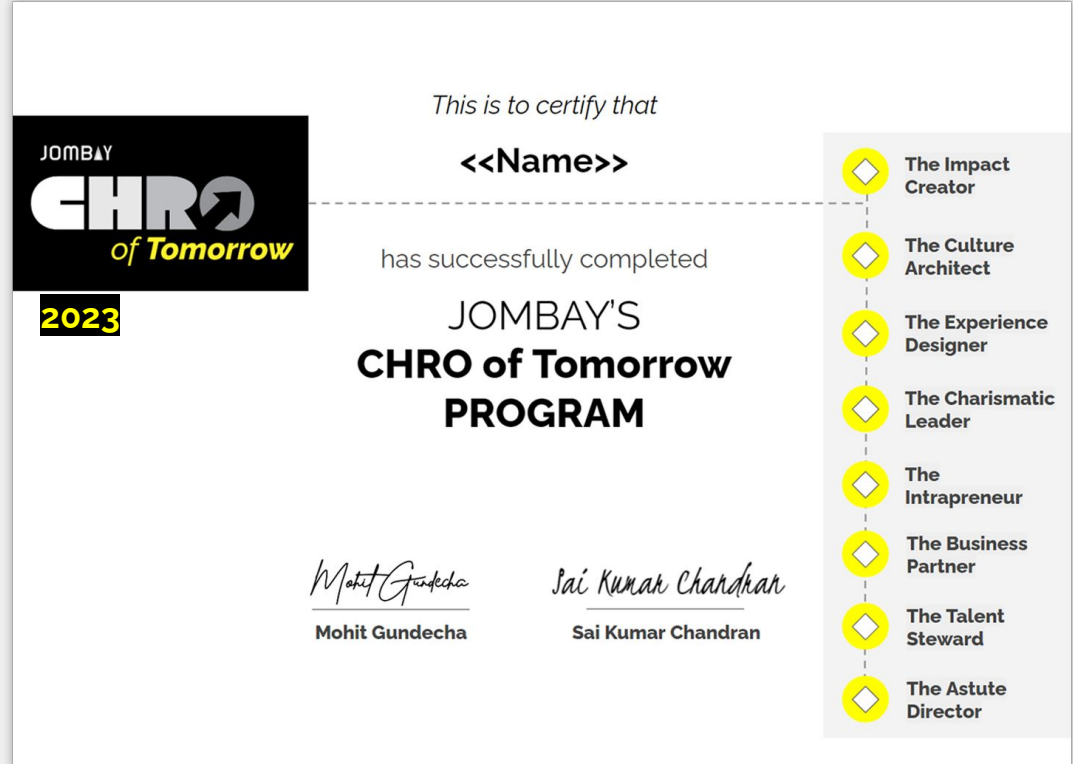 JOMBAY
CHRO
of Tomorrow
2023
This is to certify that
<<Name>>
has successfully completed
JOMBAY'S
CHRO of Tomorrow
PROGRAM
Mohit Gundecha
Mohit Gundecha
Sai Kumar Chandran
Sai Kumar Chandran
The Impact
Creator
The Culture
Architect
The Experience
Designer
The Charismatic
Leader
The
Intrapreneur
The Business
Partner
The Talent
Steward
The Astute
Director